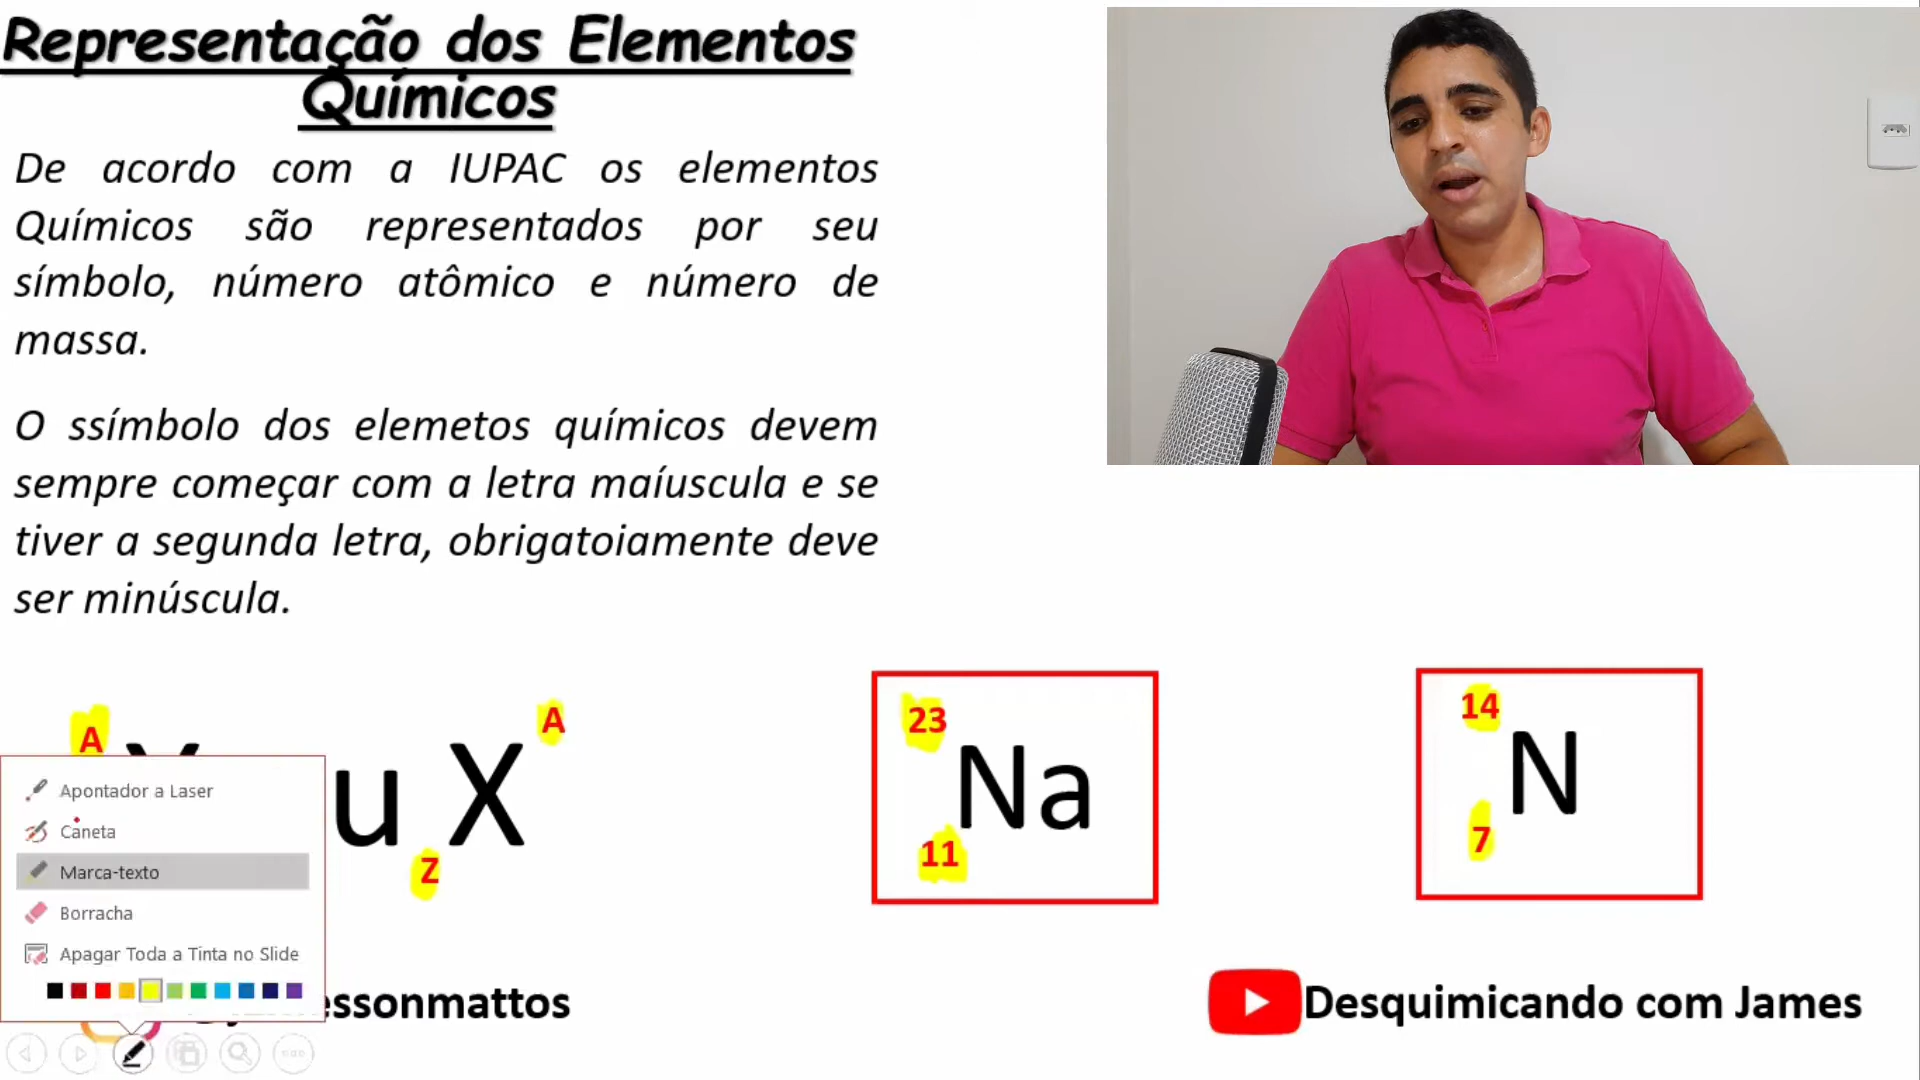 Representação dos Elementos
Químicos
De acordo com a IUPAC os elementos
Químicos são representados por seu
símbolo, número atômico e número de
massa.
O ssímbolo dos elemetos químicos devem
sempre começar com a letra maíuscula e se
tiver a segunda letra, obrigatoiamente deve
ser minúscula.
A
u
X
A
Z
23
Na
11
14
N
7
Apontador a Laser
Caneta
Marca-texto
Borracha
Apagar Toda a Tinta no Slide
essonmattos
Desquimicando com James